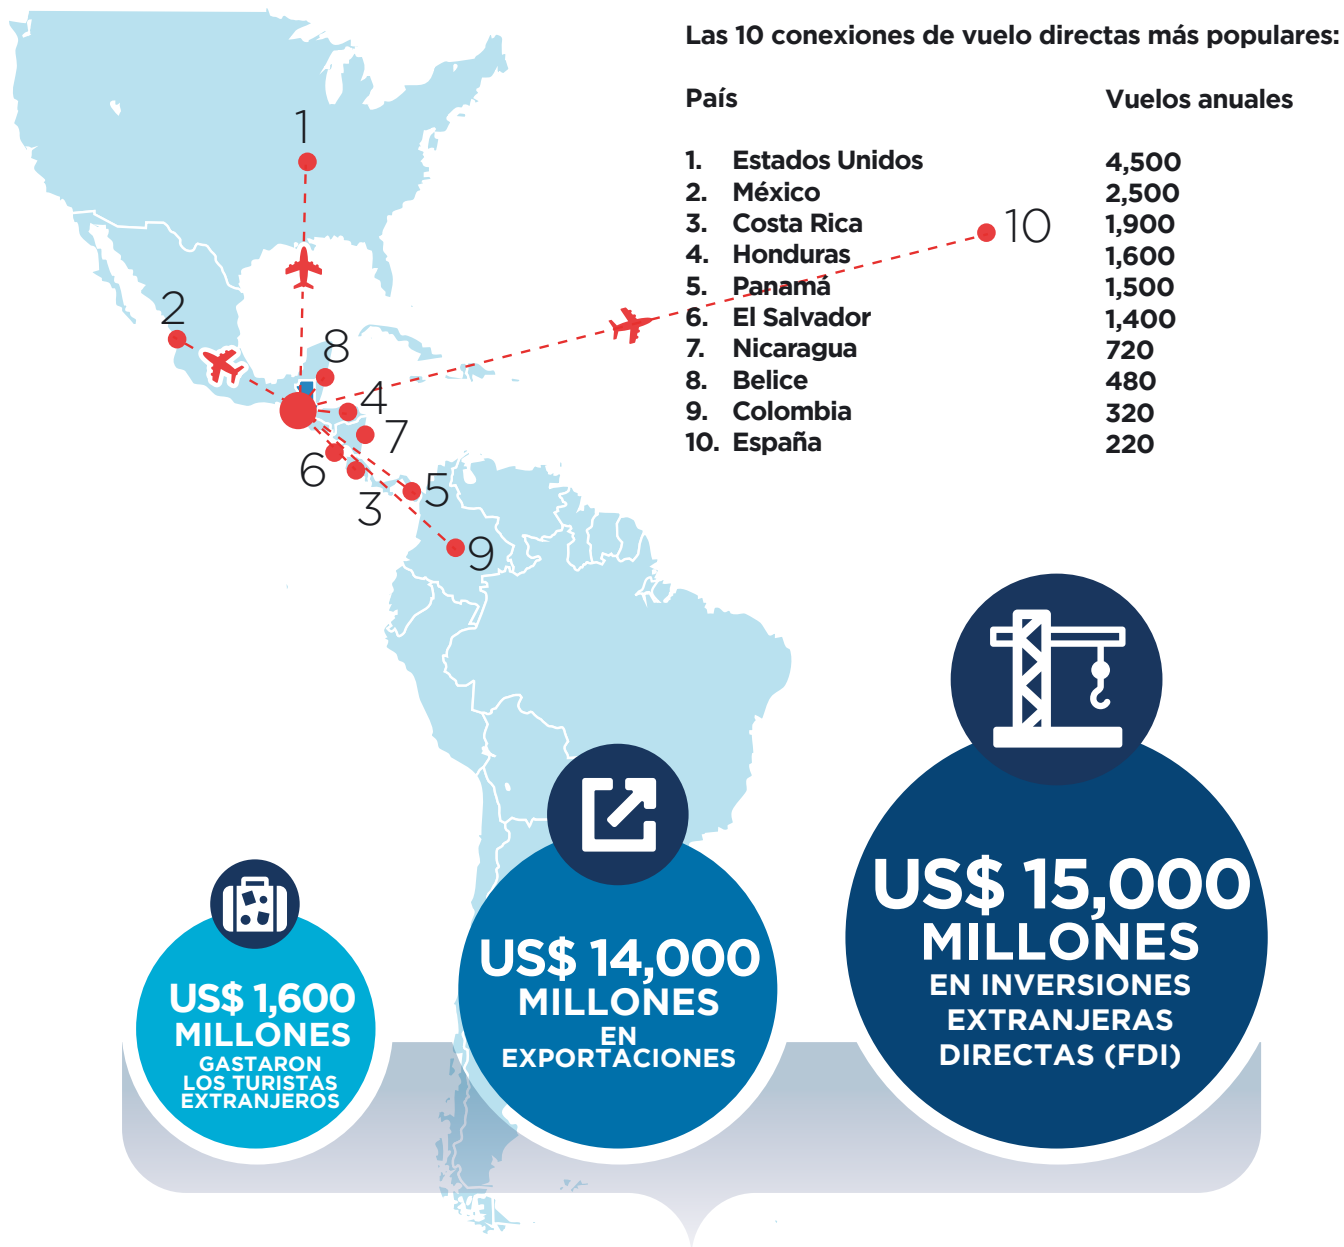 Las 10 conexiones de vuelo directas más populares:
País Vuelos anuales
1. Estados Unidos 4,500
2. México 2,500
3. Costa Rica 1,900
4. Honduras 1,600
5. Panamá 1,500
6. El Salvador 1,400
7. Nicaragua 720
8. Belice 480
9. Colombia 320
10. España 220
1
10
2
8
4
7
6
3
5
9
US$ 1,600
MILLONES
GASTARON
LOS TURISTAS
EXTRANJEROS
US$ 14,000
MILLONES
EN
EXPORTACIONES
US$ 15,000
MILLONES
EN INVERSIONES
EXTRANJERAS
DIRECTAS (FDI)